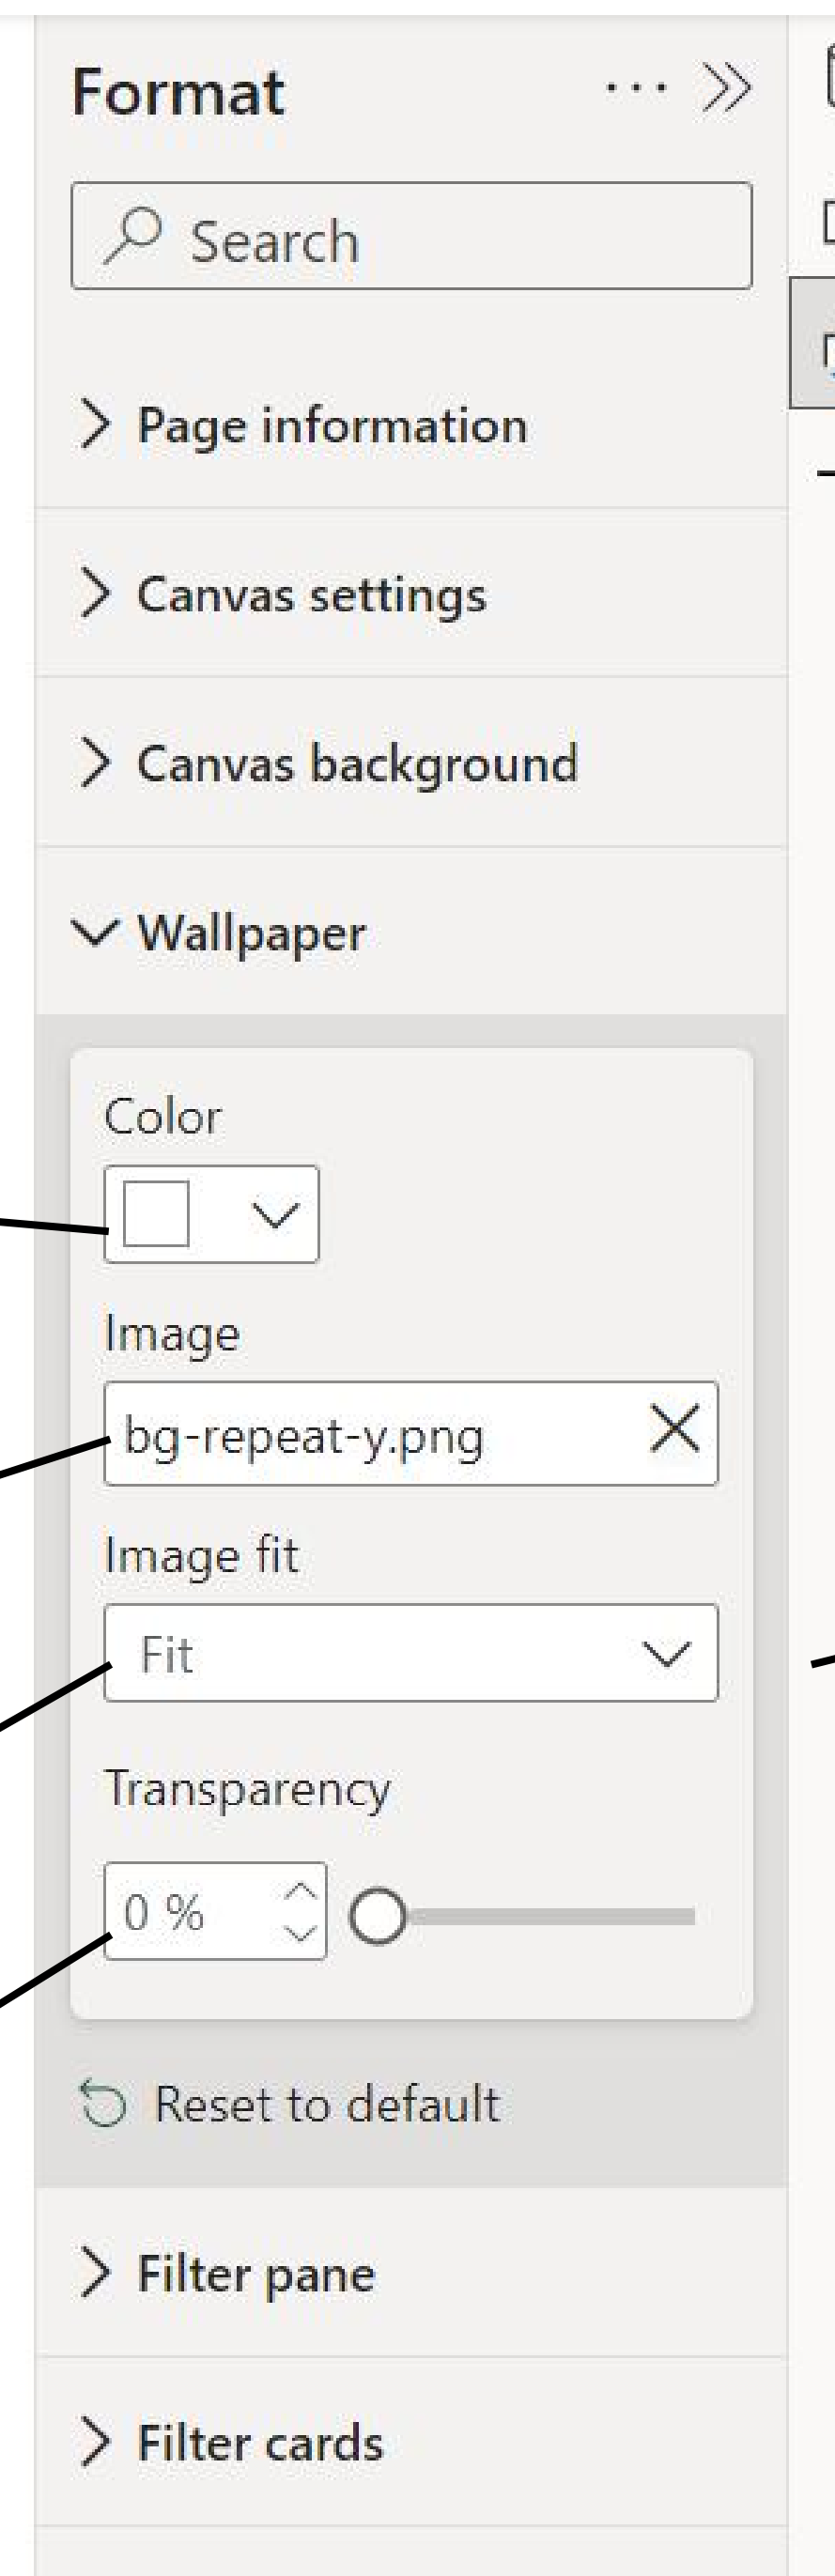 Format
Search
Page information
Canvas settings
Canvas background
Wallpaper
Color
Image
bg-repeat-y.png
Image fit
Fit
Transparency
0 %
Reset to default
Filter pane
Filter cards